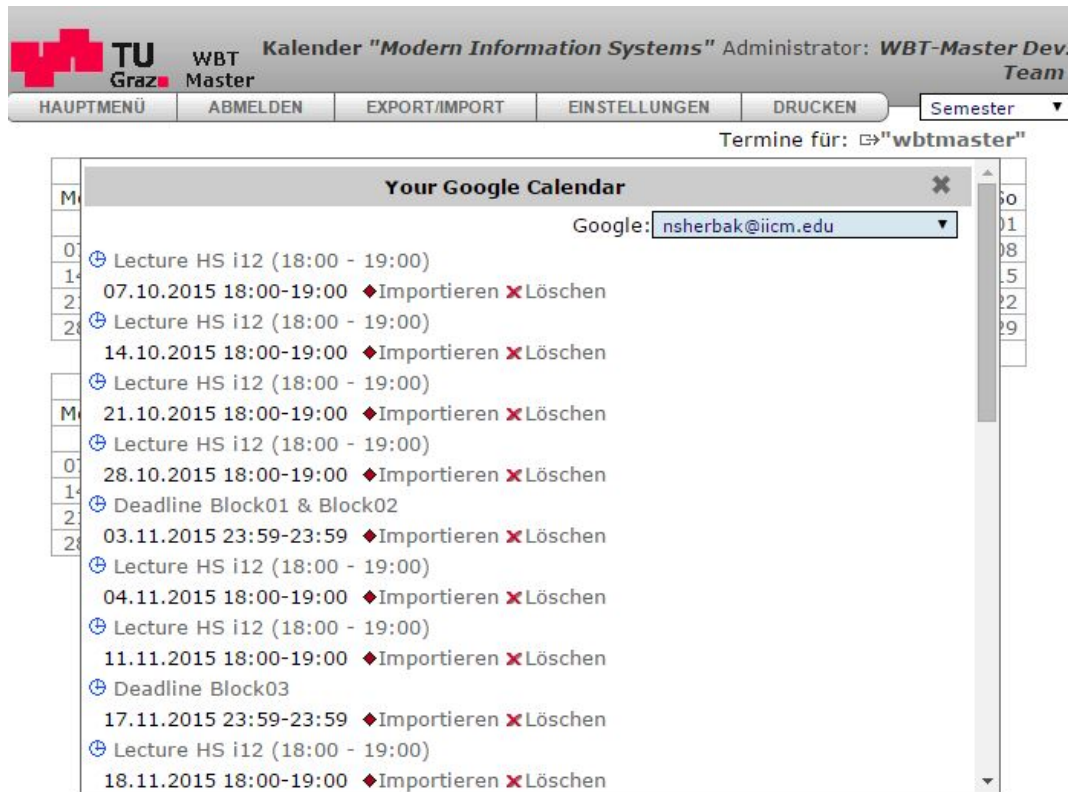 TU
Graz
WBT
Master
Kalender "Modern Information Systems" Administrator: WBT-Master Dev.
Team
HAUPTMENÜ ABMELDEN EXPORT/IMPORT EINSTELLUNGEN DRUCKEN Semester
Termine für: "wbtmaster"
Your Google Calendar
So
Google: nsherbak@iicm.edu
Lecture HS i12 (18:00 - 19:00)
07.10.2015 18:00-19:00 Importieren Löschen
Lecture HS i12 (18:00 - 19:00)
14.10.2015 18:00-19:00 Importieren Löschen
Lecture HS i12 (18:00 - 19:00)
21.10.2015 18:00-19:00 Importieren Löschen
Lecture HS i12 (18:00 - 19:00)
28.10.2015 18:00-19:00 Importieren Löschen
Deadline Block01 & Block02
03.11.2015 23:59-23:59 Importieren Löschen
Lecture HS i12 (18:00 - 19:00)
04.11.2015 18:00-19:00 Importieren Löschen
Lecture HS i12 (18:00 - 19:00)
11.11.2015 18:00-19:00 Importieren Löschen
Deadline Block03
17.11.2015 23:59-23:59 Importieren Löschen
Lecture HS i12 (18:00 - 19:00)
18.11.2015 18:00-19:00 Importieren Löschen